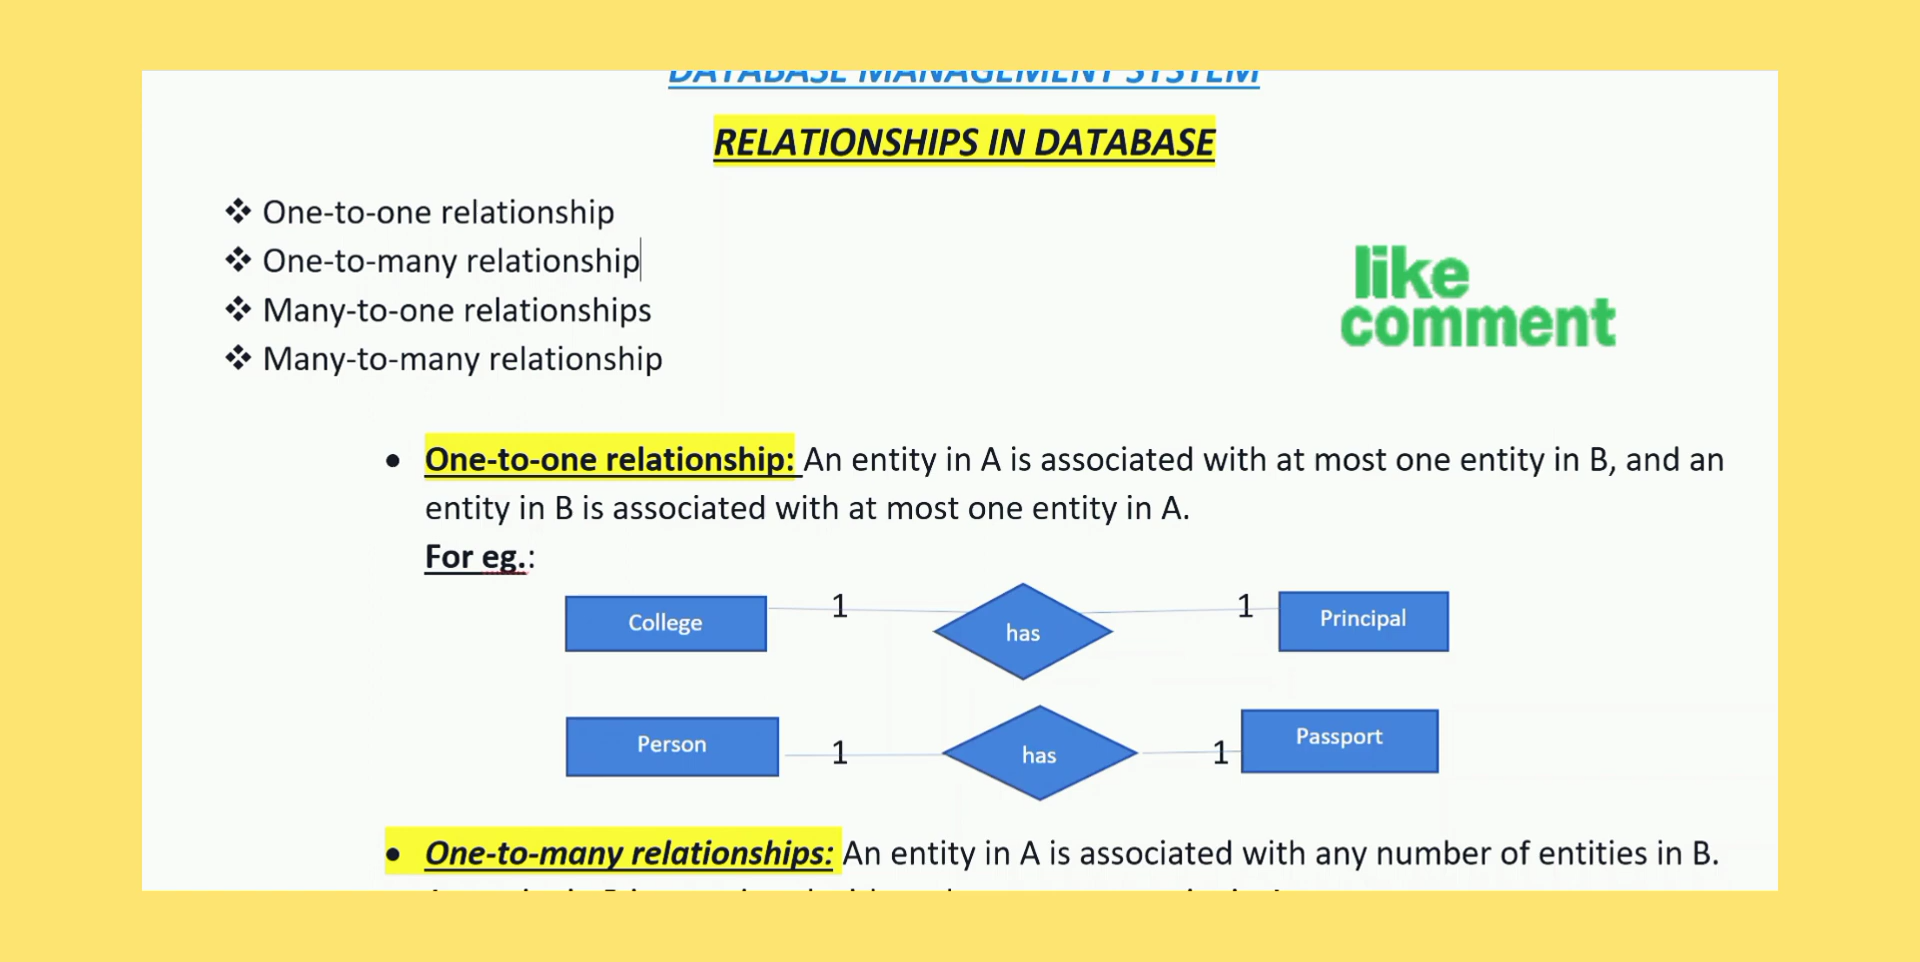 DATABASE MANAGEMENT SYSTEM
RELATIONSHIPS IN DATABASE
❖ One-to-one relationship
❖ One-to-many relationship
❖ Many-to-one relationships
❖ Many-to-many relationship
like
comment
• One-to-one relationship: An entity in A is associated with at most one entity in B, and an
entity in B is associated with at most one entity in A.
For eg.:
College 1 has 1 Principal
Person 1 has 1 Passport
• One-to-many relationships: An entity in A is associated with any number of entities in B.